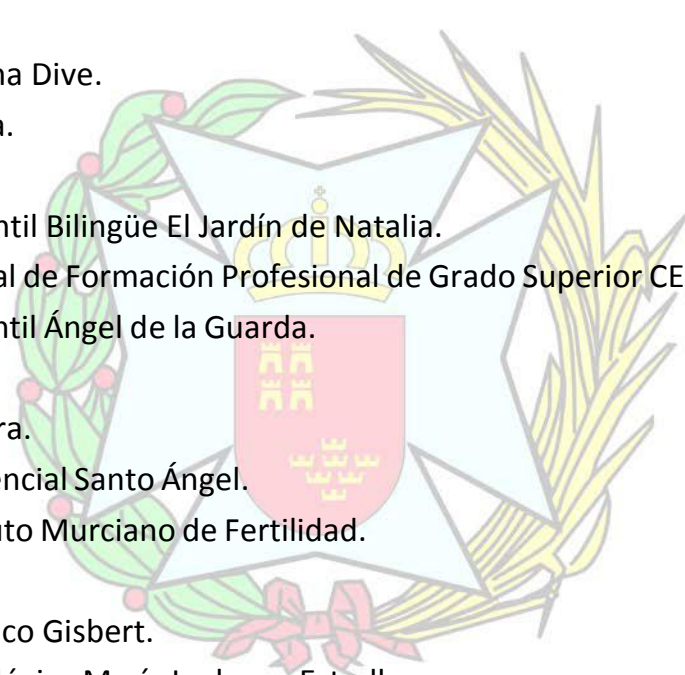 na Dive.
a.
ntil Bilingüe El Jardín de Natalia.
al de Formación Profesional de Grado Superior CE
ntil Ángel de la Guarda.
ra.
encial Santo Ángel.
uto Murciano de Fertilidad.
co Gisbert.